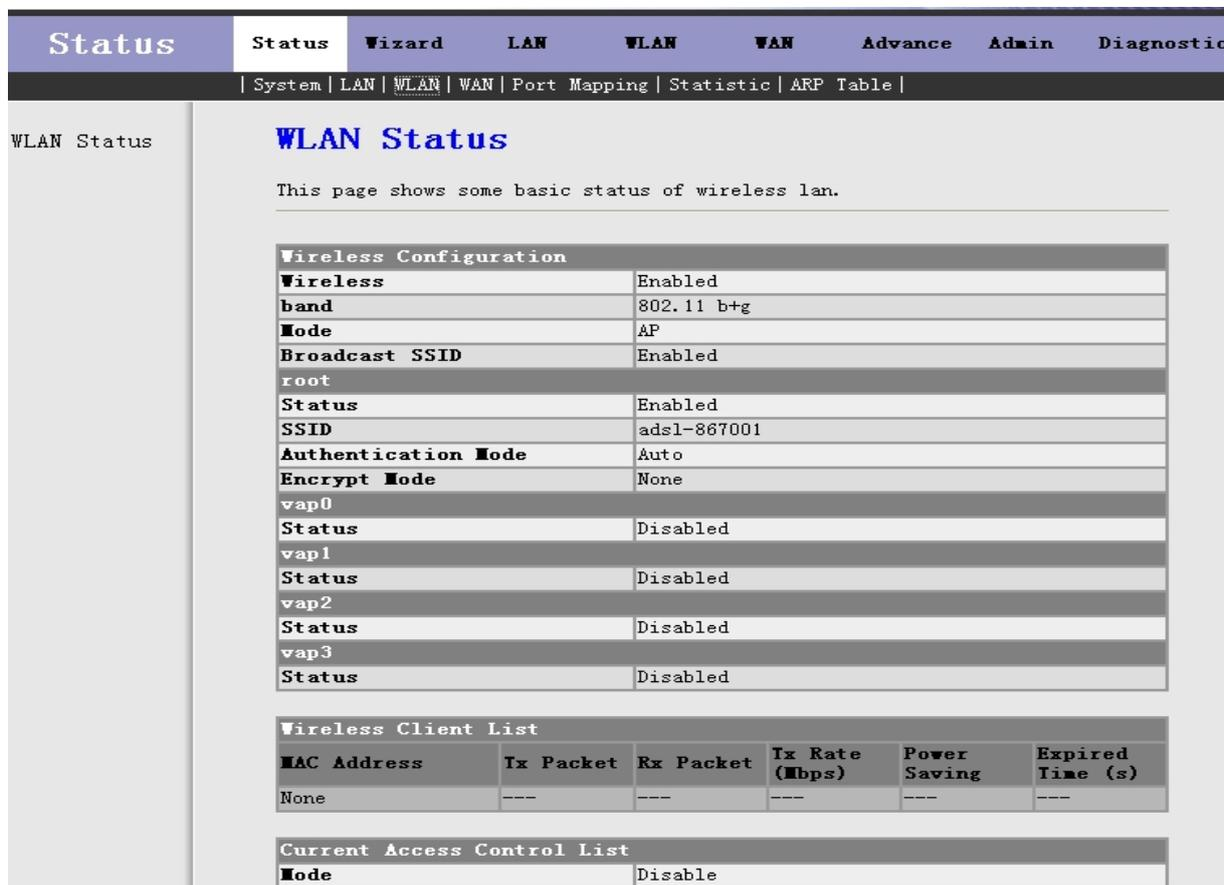 Status Status Wizard LAN WLAN WAN Advance Admin Diagnostic
| System | LAN | WLAN | WAN | Port Mapping | Statistic | ARP Table |
WLAN Status
WLAN Status
This page shows some basic status of wireless lan.
Wireless Configuration
Wireless Enabled
band 802.11 b+g
Mode AP
Broadcast SSID Enabled
root
Status Enabled
SSID adsl-867001
Authentication Mode Auto
Encrypt Mode None
vap0
Status Disabled
vap1
Status Disabled
vap2
Status Disabled
vap3
Status Disabled
Wireless Client List
MAC Address Tx Packet Rx Packet Tx Rate (Mbps) Power Saving Expired Time (s)
None --- --- --- --- ---
Current Access Control List
Mode Disable